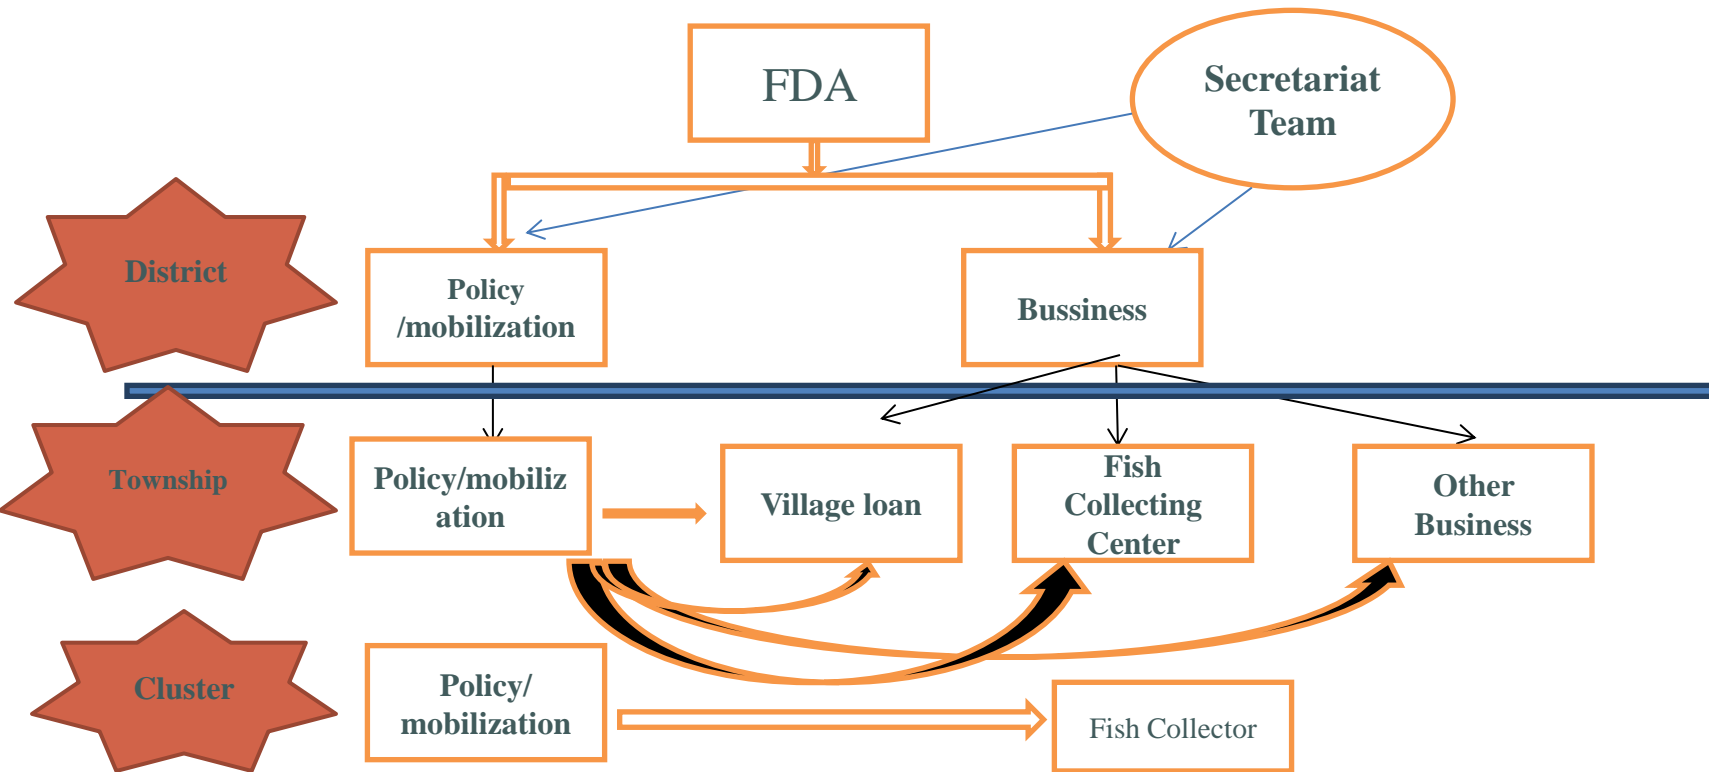 FDA
Secretariat
Team
District
Policy
/mobilization
Bussiness
Township
Policy/mobiliz
ation
Village loan
Fish
Collecting
Center
Other
Business
Cluster
Policy/
mobilization
Fish Collector